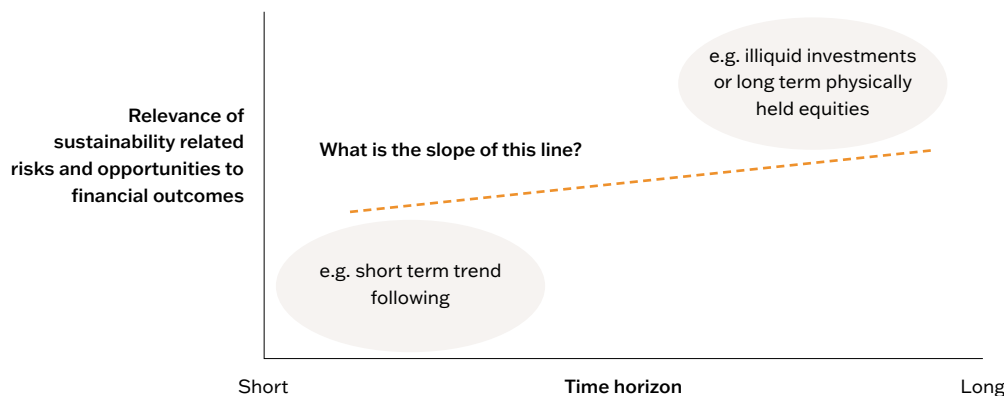 e.g. illiquid investments
or long term physically
held equities
Relevance of
sustainability related
risks and opportunities to
financial outcomes
What is the slope of this line?
e.g. short term trend
following
Short
Time horizon
Long